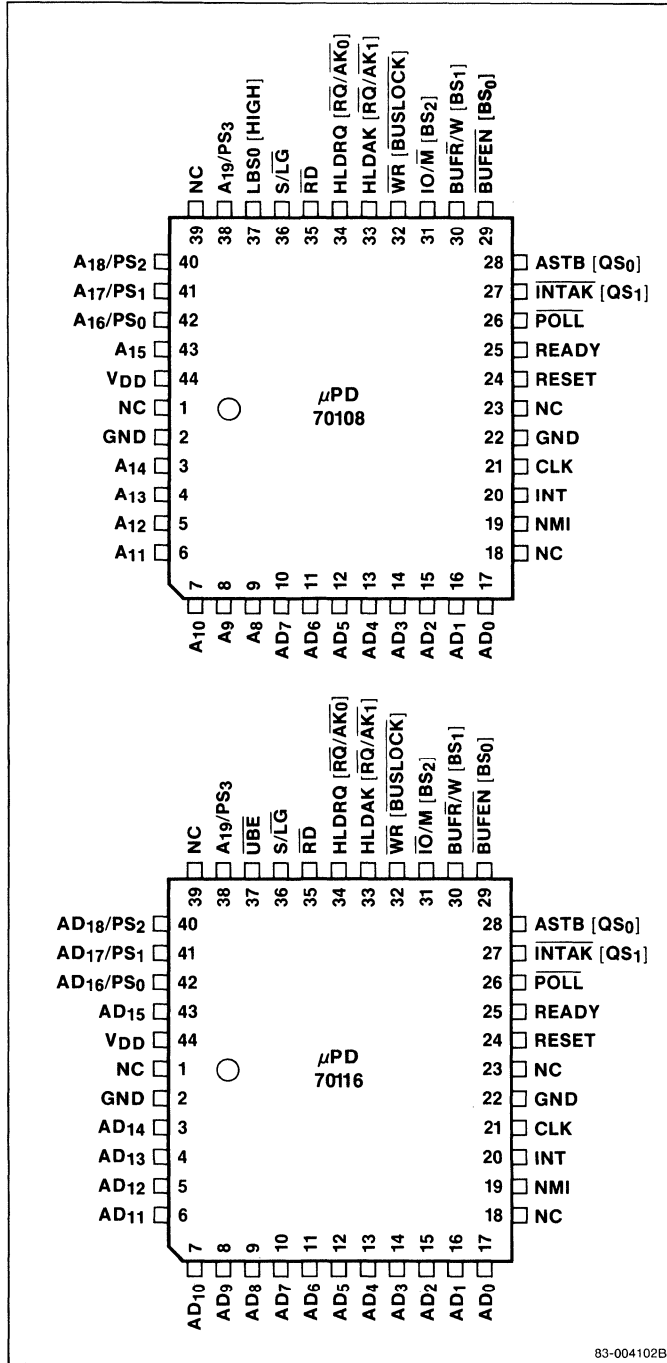 NC
A19/PS3
LBS0 [HIGH]
S/LG
RD
HLDRQ [RQ/AK0]
HLDAK [RQ/AK1]
WR [BUSLOCK]
IO/M [BS2]
BUFR/W [BS1]
BUFEN [BS0]
39 38 37 36 35 34 33 32 31 30 29
A18/PS2 40
A17/PS1 41
A16/PS0 42
A15 43
VDD 44
NC 1
GND 2
A14 3
A13 4
A12 5
A11 6
μPD
70108
28 ASTB [QS0]
27 INTAK [QS1]
26 POLL
25 READY
24 RESET
23 NC
22 GND
21 CLK
20 INT
19 NMI
18 NC
7 8 9 10 11 12 13 14 15 16 17
A10
A9
A8
AD7
AD6
AD5
AD4
AD3
AD2
AD1
AD0
NC
A19/PS3
UBE
S/LG
RD
HLDRQ [RQ/AK0]
HLDAK [RQ/AK1]
WR [BUSLOCK]
IO/M [BS2]
BUFR/W [BS1]
BUFEN [BS0]
39 38 37 36 35 34 33 32 31 30 29
AD18/PS2 40
AD17/PS1 41
AD16/PS0 42
AD15 43
VDD 44
NC 1
GND 2
AD14 3
AD13 4
AD12 5
AD11 6
μPD
70116
28 ASTB [QS0]
27 INTAK [QS1]
26 POLL
25 READY
24 RESET
23 NC
22 GND
21 CLK
20 INT
19 NMI
18 NC
7 8 9 10 11 12 13 14 15 16 17
AD10
AD9
AD8
AD7
AD6
AD5
AD4
AD3
AD2
AD1
AD0
83-004102B